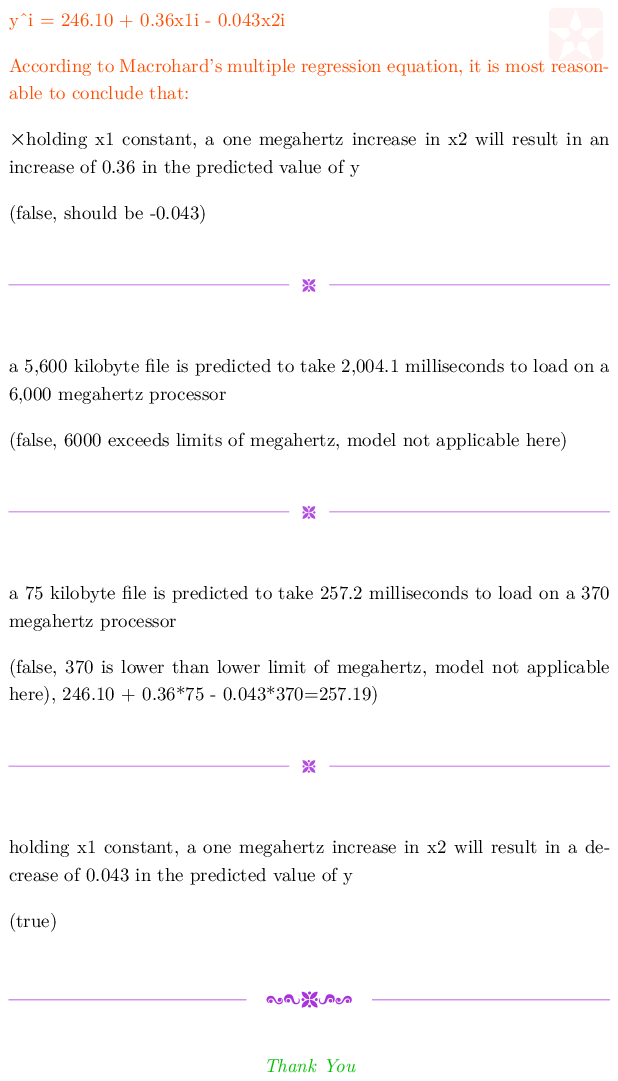 yˆi = 246.10 + 0.36x1i - 0.043x2i
According to Macrohard's multiple regression equation, it is most reason-
able to conclude that:
×holding x1 constant, a one megahertz increase in x2 will result in an
increase of 0.36 in the predicted value of y
(false, should be -0.043)
a 5,600 kilobyte file is predicted to take 2,004.1 milliseconds to load on a
6,000 megahertz processor
(false, 6000 exceeds limits of megahertz, model not applicable here)
a 75 kilobyte file is predicted to take 257.2 milliseconds to load on a 370
megahertz processor
(false, 370 is lower than lower limit of megahertz, model not applicable
here), 246.10 + 0.36*75 - 0.043*370=257.19)
holding x1 constant, a one megahertz increase in x2 will result in a de-
crease of 0.043 in the predicted value of y
(true)
Thank You